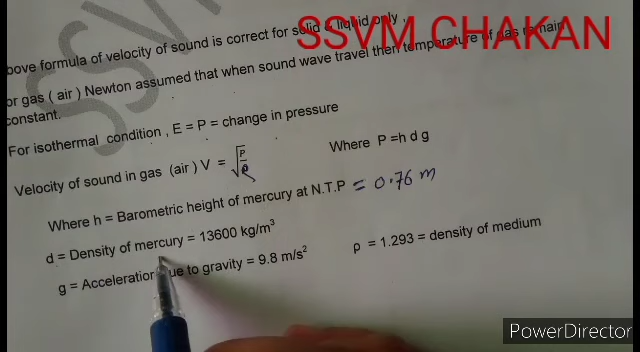 SSVM CHAKAN
bove formula of velocity of sound is correct for solid & liquid only ,
or gas ( air ) Newton assumed that when sound wave travel then temperature of gas remain
constant.
For isothermal condition , E = P = change in pressure
Velocity of sound in gas (air ) V = √P/ρ Where P =h d g
Where h = Barometric height of mercury at N.T.P = 0.76 m
d = Density of mercury = 13600 kg/m³
g = Acceleration ue to gravity = 9.8 m/s² ρ = 1.293 = density of medium
PowerDirector